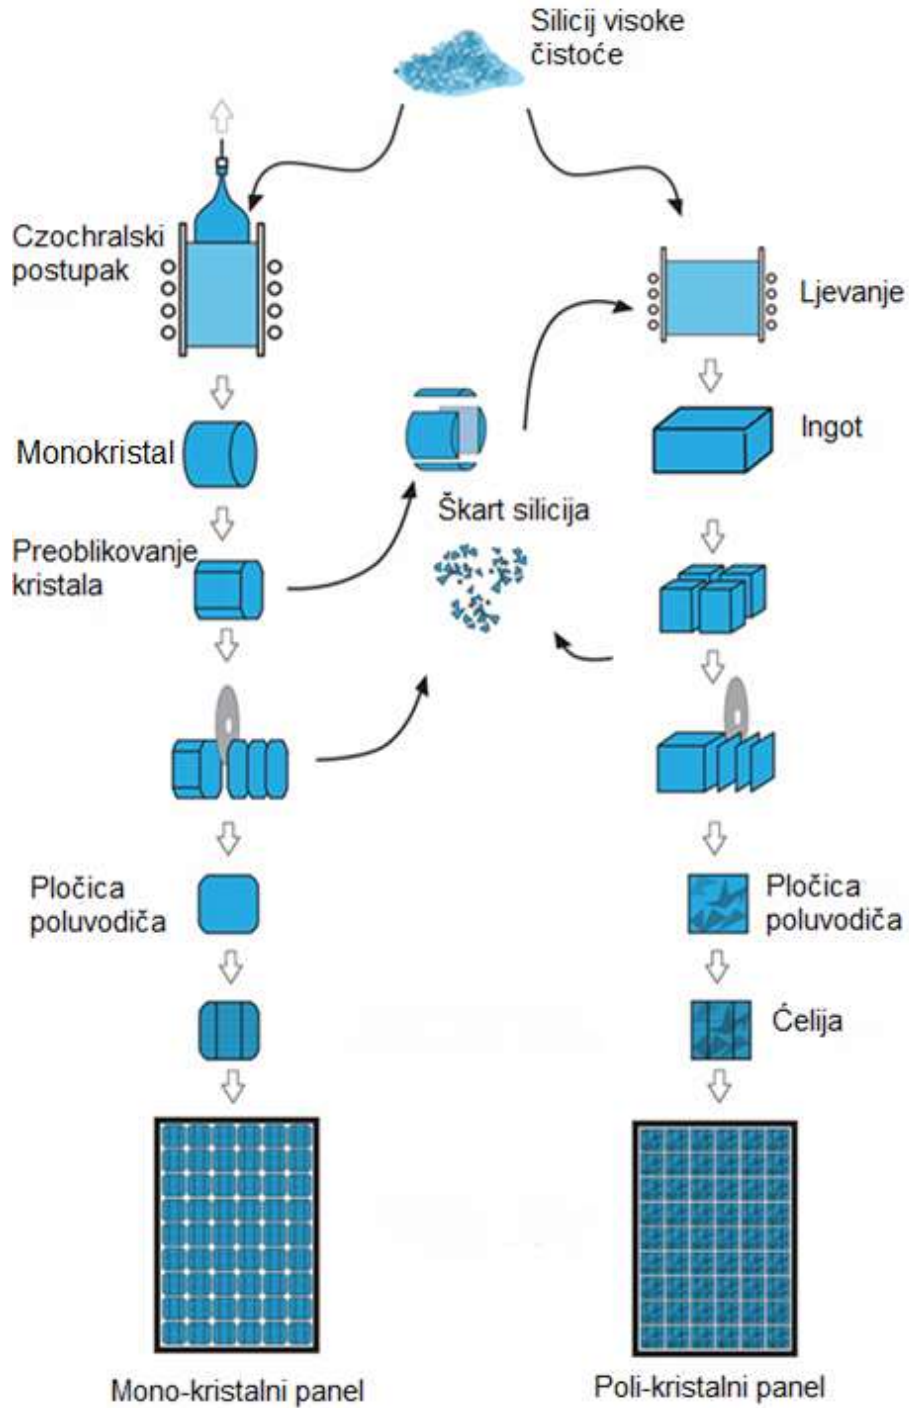 Silicij visoke
čistoće
Czochralski
postupak
Ljevanje
Monokristal
Ingot
Škart silicija
Preoblikovanje
kristala
Pločica
poluvodiča
Pločica
poluvodiča
Ćelija
Mono-kristalni panel
Poli-kristalni panel